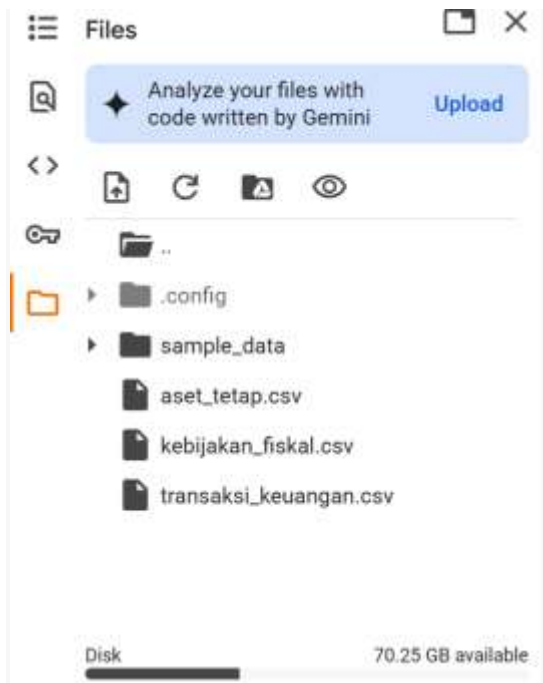 Files
Analyze your files with
code written by Gemini
Upload
..
.config
sample_data
aset_tetap.csv
kebijakan_fiskal.csv
transaksi_keuangan.csv
Disk
70.25 GB available